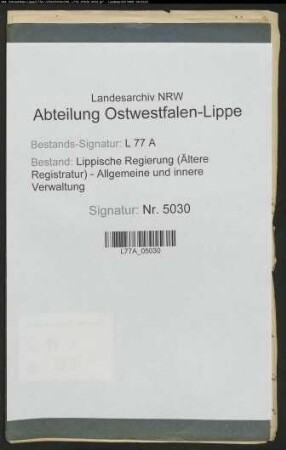 Landesarchiv NRW
Abteilung Ostwestfalen-Lippe
Bestands-Signatur: L 77 A
Bestand: Lippische Regierung (Ältere
Registratur) - Allgemeine und innere
Verwaltung
Signatur: Nr. 5030
L77A_05030